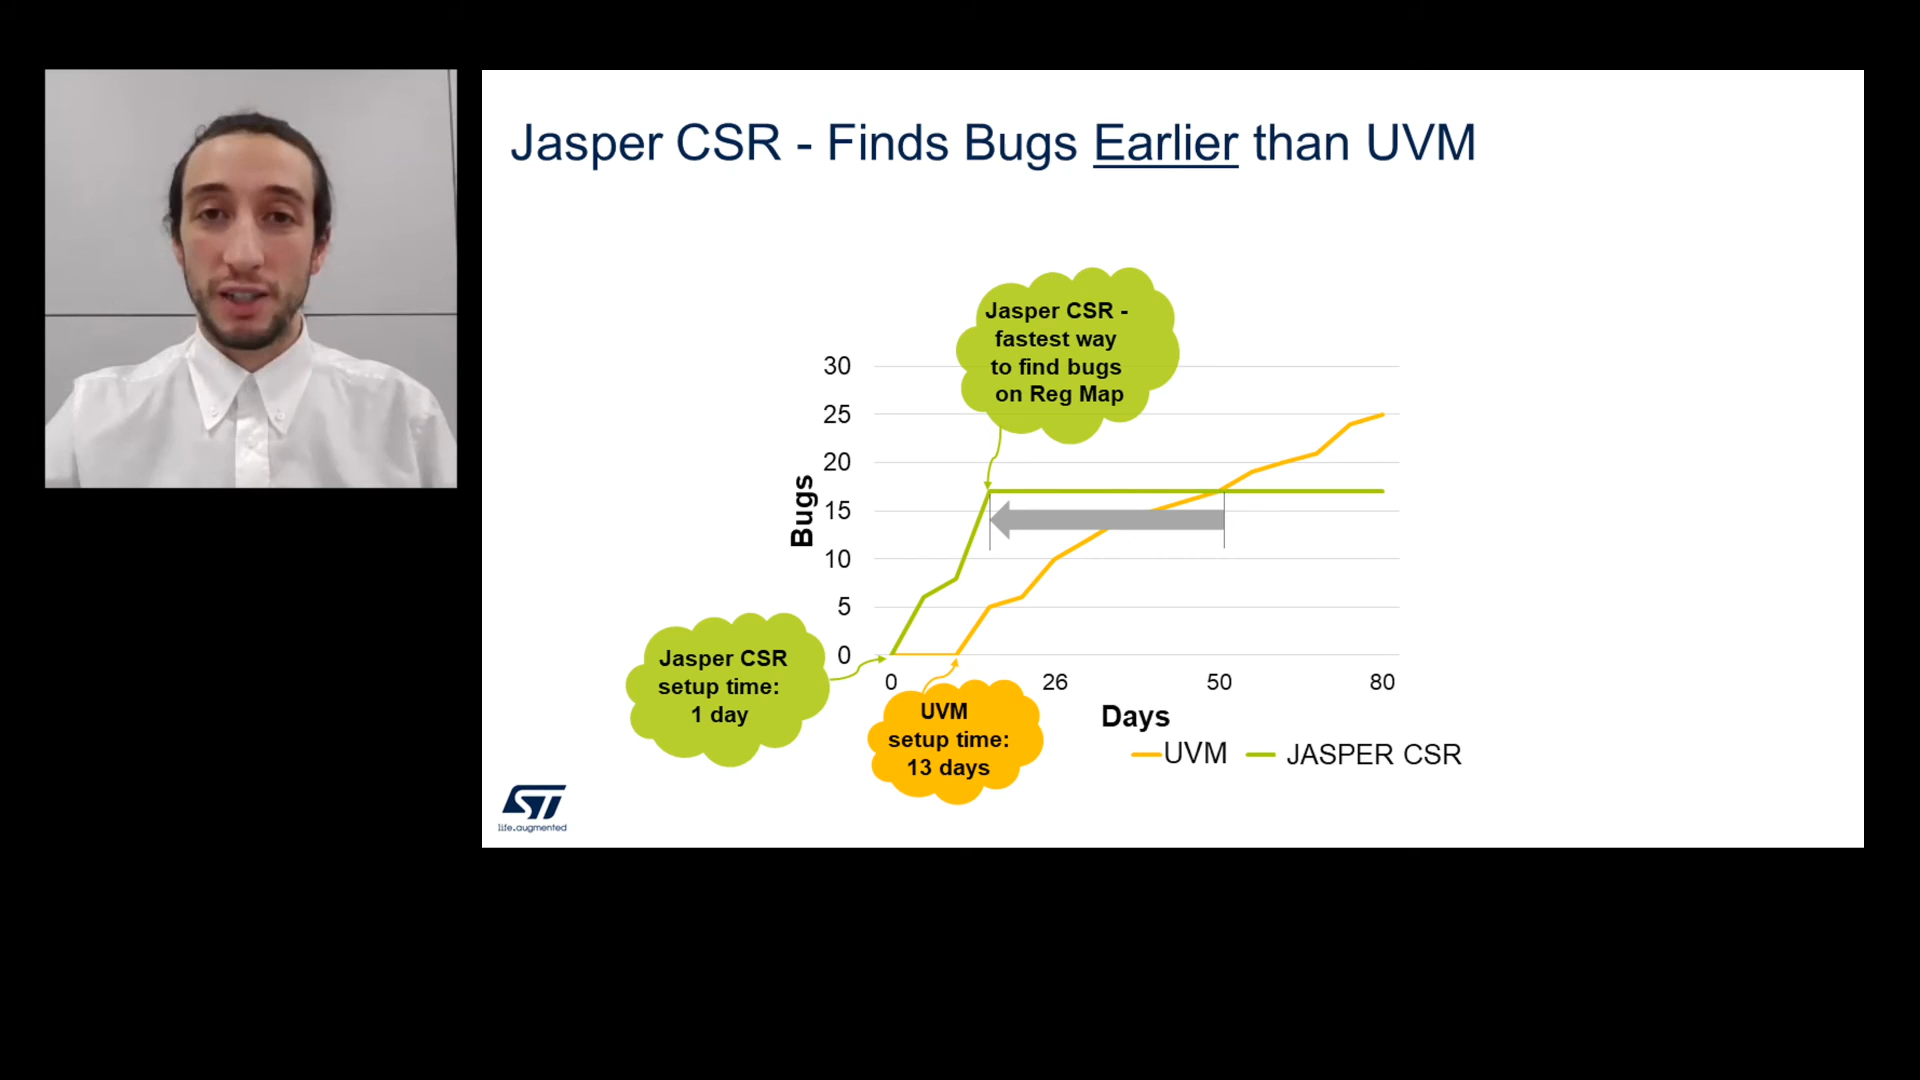 Jasper CSR - Finds Bugs Earlier than UVM
Jasper CSR -
fastest way
to find bugs
on Reg Map
30
25
20
15
10
5
0
Bugs
0
26
50
80
Days
UVM
JASPER CSR
Jasper CSR
setup time:
1 day
UVM
setup time:
13 days
ST
life.augmented